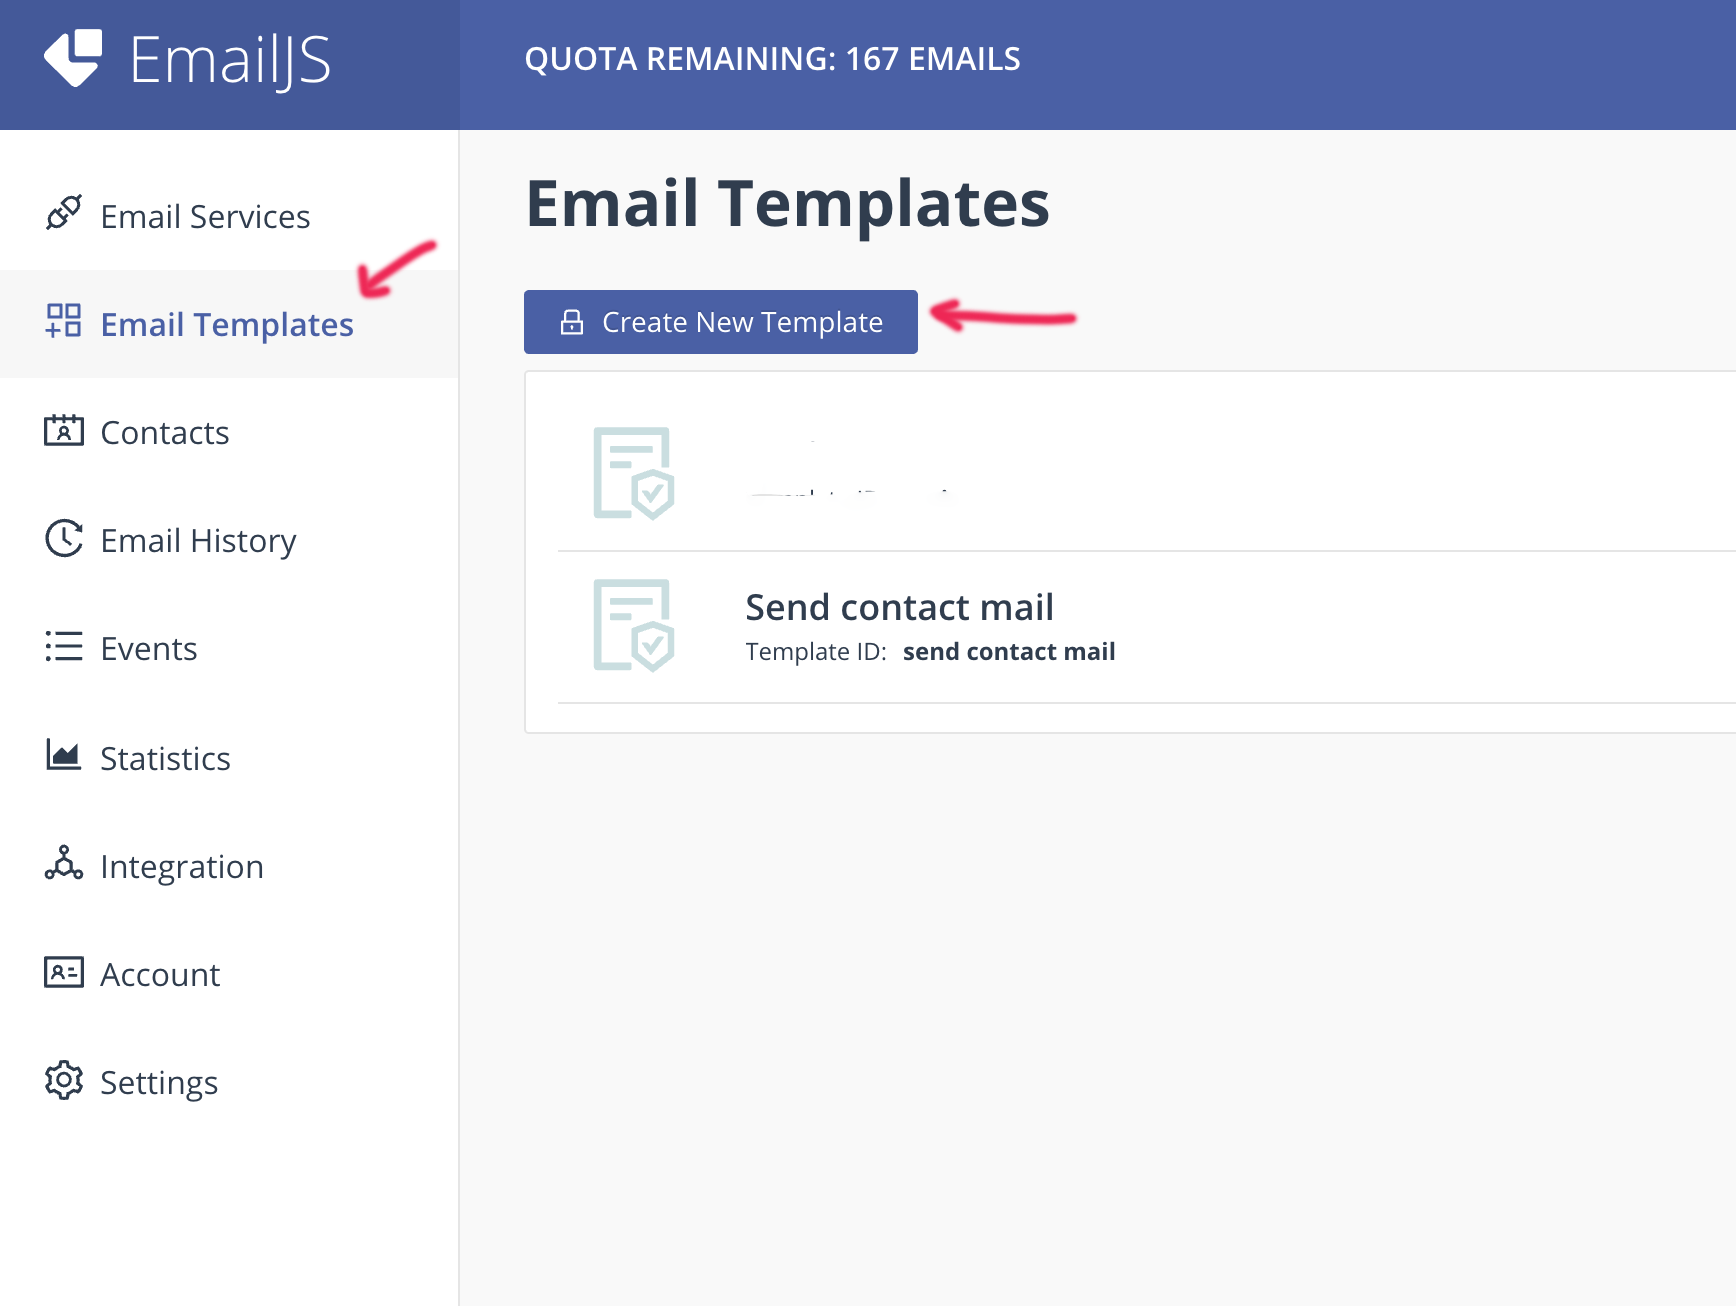 EmailJS
QUOTA REMAINING: 167 EMAILS
Email Services
Email Templates
Contacts
Email History
Events
Statistics
Integration
Account
Settings
Email Templates
Create New Template
Send contact mail
Template ID: send contact mail